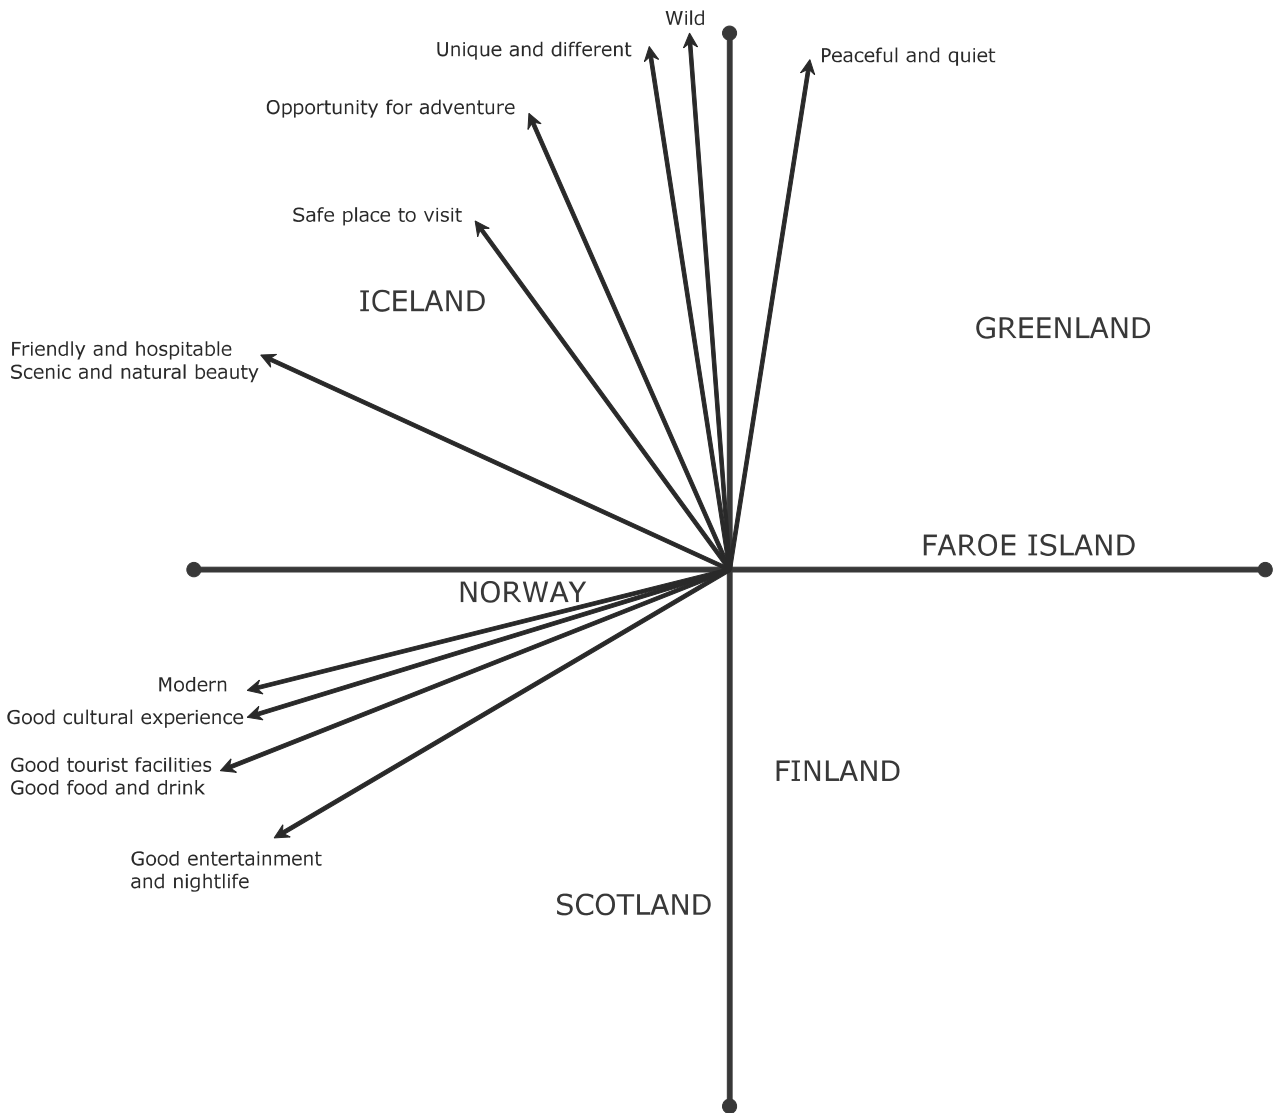 Wild
Unique and different
Peaceful and quiet
Opportunity for adventure
Safe place to visit
ICELAND
GREENLAND
Friendly and hospitable
Scenic and natural beauty
FAROE ISLAND
NORWAY
Modern
Good cultural experience
Good tourist facilities
Good food and drink
FINLAND
Good entertainment
and nightlife
SCOTLAND